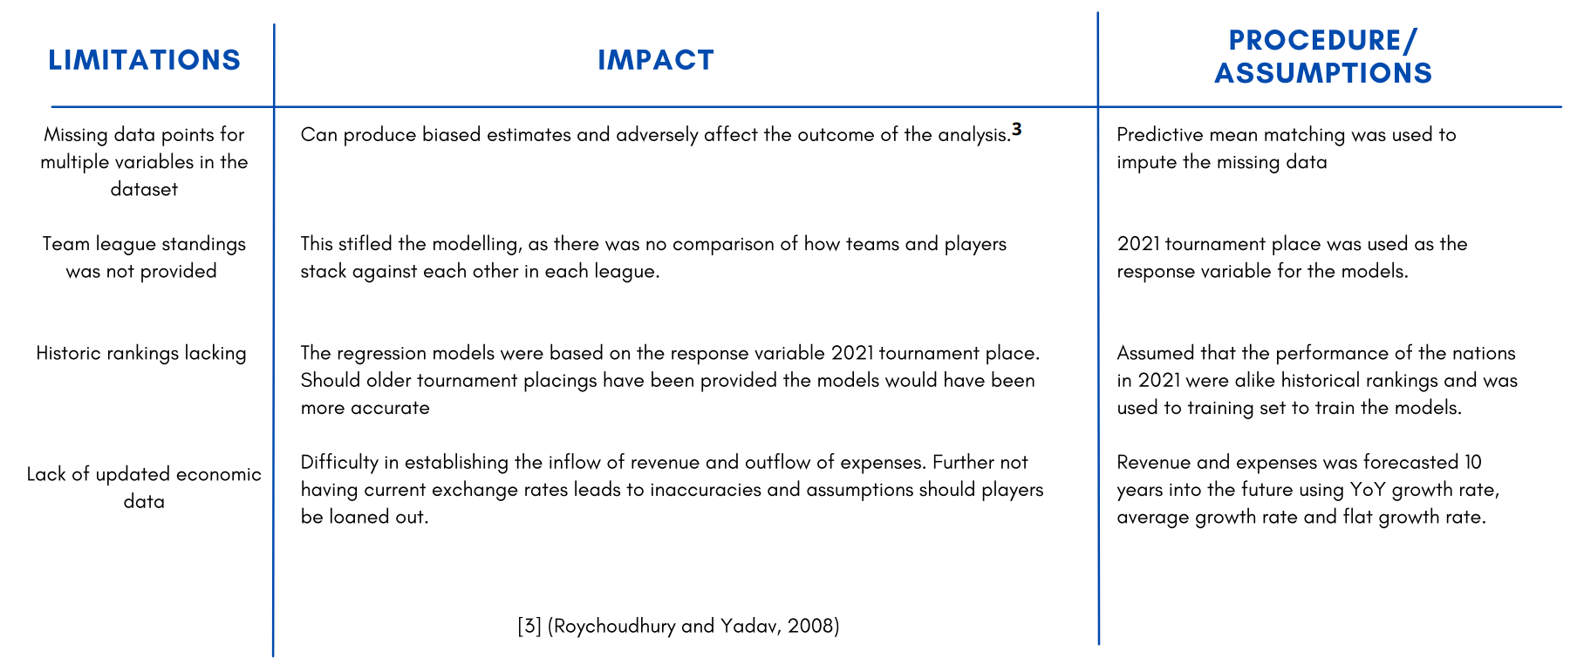 LIMITATIONS
IMPACT
PROCEDURE/
ASSUMPTIONS
Missing data points for
multiple variables in the
dataset
Can produce biased estimates and adversely affect the outcome of the analysis.3
Predictive mean matching was used to
impute the missing data
Team league standings
was not provided
This stifled the modelling, as there was no comparison of how teams and players
stack against each other in each league.
2021 tournament place was used as the
response variable for the models.
Historic rankings lacking
The regression models were based on the response variable 2021 tournament place.
Should older tournament placings have been provided the models would have been
more accurate
Assumed that the performance of the nations
in 2021 were alike historical rankings and was
used to training set to train the models.
Lack of updated economic
data
Difficulty in establishing the inflow of revenue and outflow of expenses. Further not
having current exchange rates leads to inaccuracies and assumptions should players
be loaned out.
Revenue and expenses was forecasted 10
years into the future using YoY growth rate,
average growth rate and flat growth rate.
[3] (Roychoudhury and Yadav, 2008)